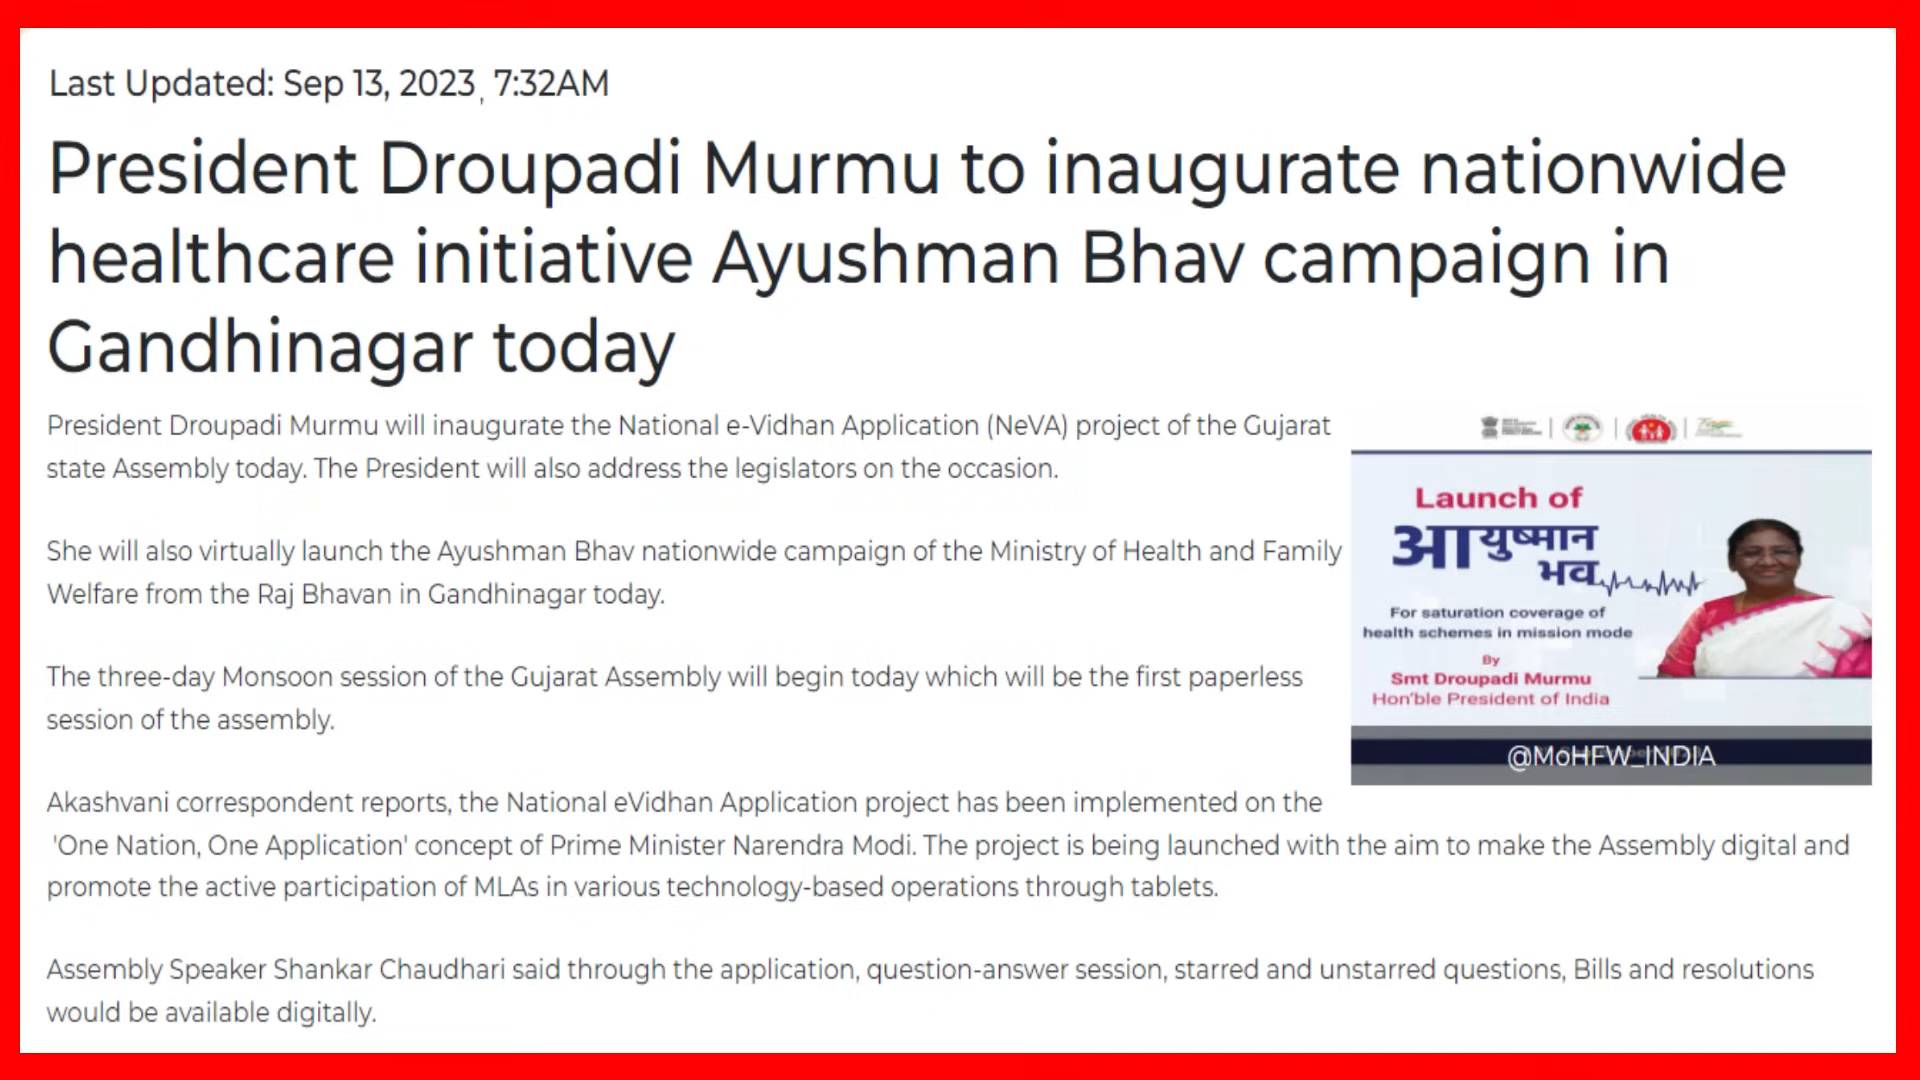 Last Updated: Sep 13, 2023, 7:32AM
President Droupadi Murmu to inaugurate nationwide
healthcare initiative Ayushman Bhav campaign in
Gandhinagar today
President Droupadi Murmu will inaugurate the National e-Vidhan Application (NeVA) project of the Gujarat
state Assembly today. The President will also address the legislators on the occasion.
She will also virtually launch the Ayushman Bhav nationwide campaign of the Ministry of Health and Family
Welfare from the Raj Bhavan in Gandhinagar today.
The three-day Monsoon session of the Gujarat Assembly will begin today which will be the first paperless
session of the assembly.
Akashvani correspondent reports, the National eVidhan Application project has been implemented on the
'One Nation, One Application' concept of Prime Minister Narendra Modi. The project is being launched with the aim to make the Assembly digital and
promote the active participation of MLAs in various technology-based operations through tablets.
Assembly Speaker Shankar Chaudhari said through the application, question-answer session, starred and unstarred questions, Bills and resolutions
would be available digitally.
Launch of
आयुष्मान
भव
For saturation coverage of
health schemes in mission mode
By
Smt Droupadi Murmu
Hon'ble President of India
@MoHFW_INDIA